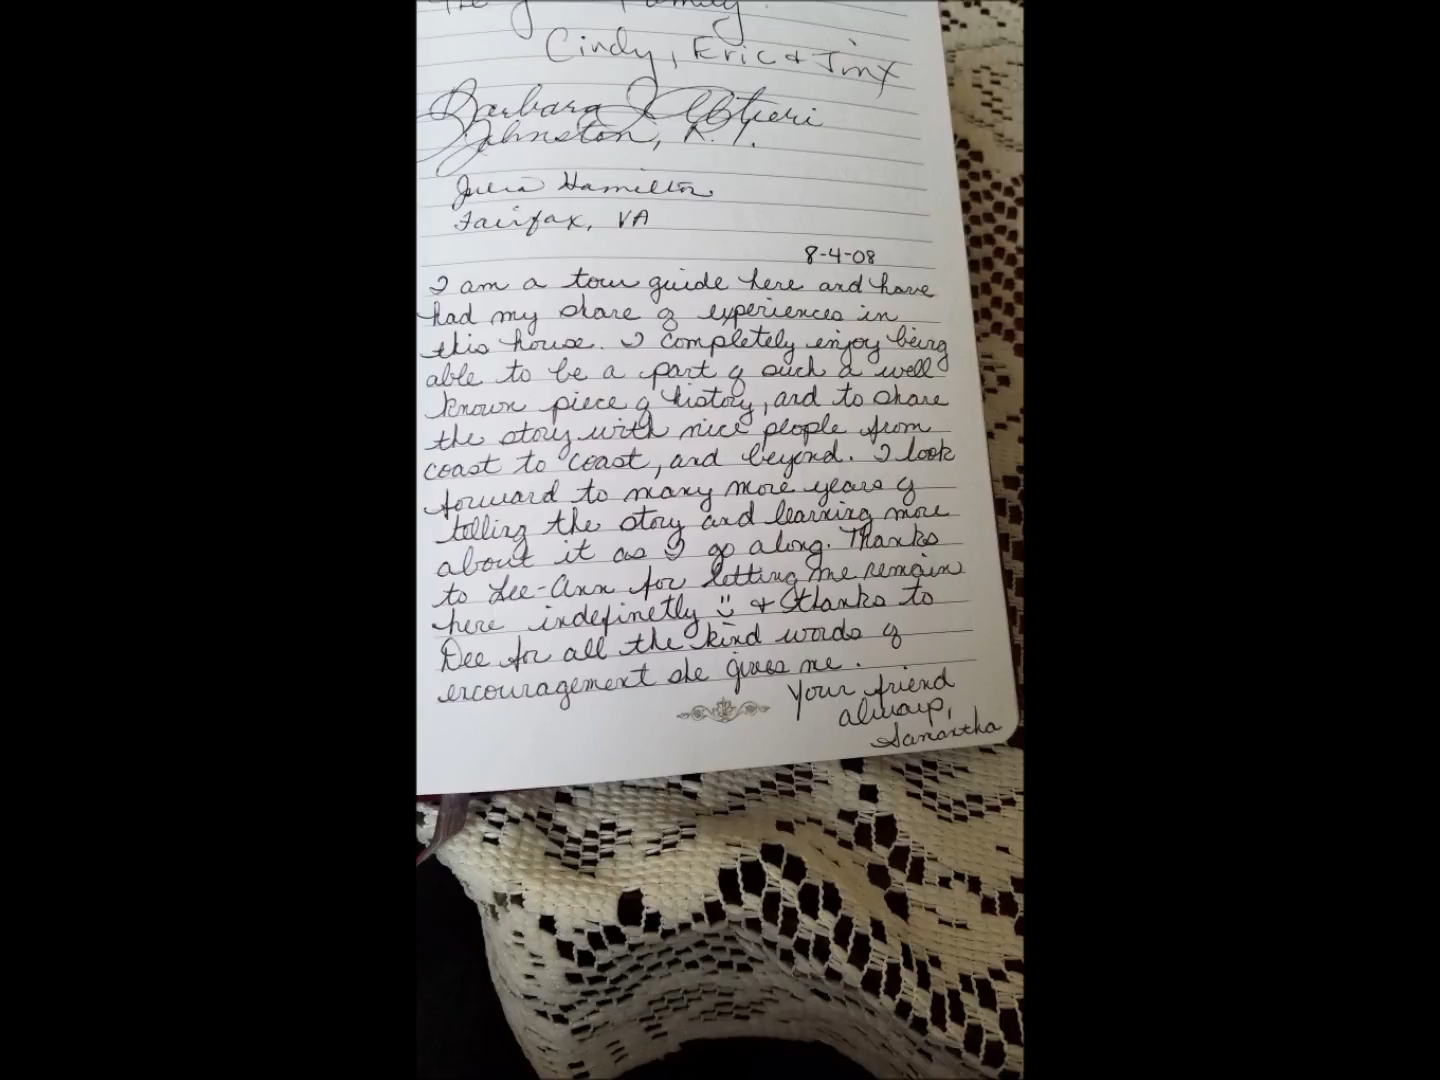 The Family
Cindy, Eric &
Barbara
Johnston, R.I.
Julia Hamilton
Fairfax, VA
8-4-08
I am a tour guide here and have
had my share of experiences in
this house. I completely enjoy being
able to be a part of such a well
known piece of history, and to share
the story with nice people from
coast to coast, and beyond. I look
forward to many more years of
telling the story and learning more
about it as I go along. Thanks
to Lee-Ann for letting me remain
here indefinetly :) & thanks to
Dee for all the kind words of
encouragement she gives me.
Your friend
always,
Samantha